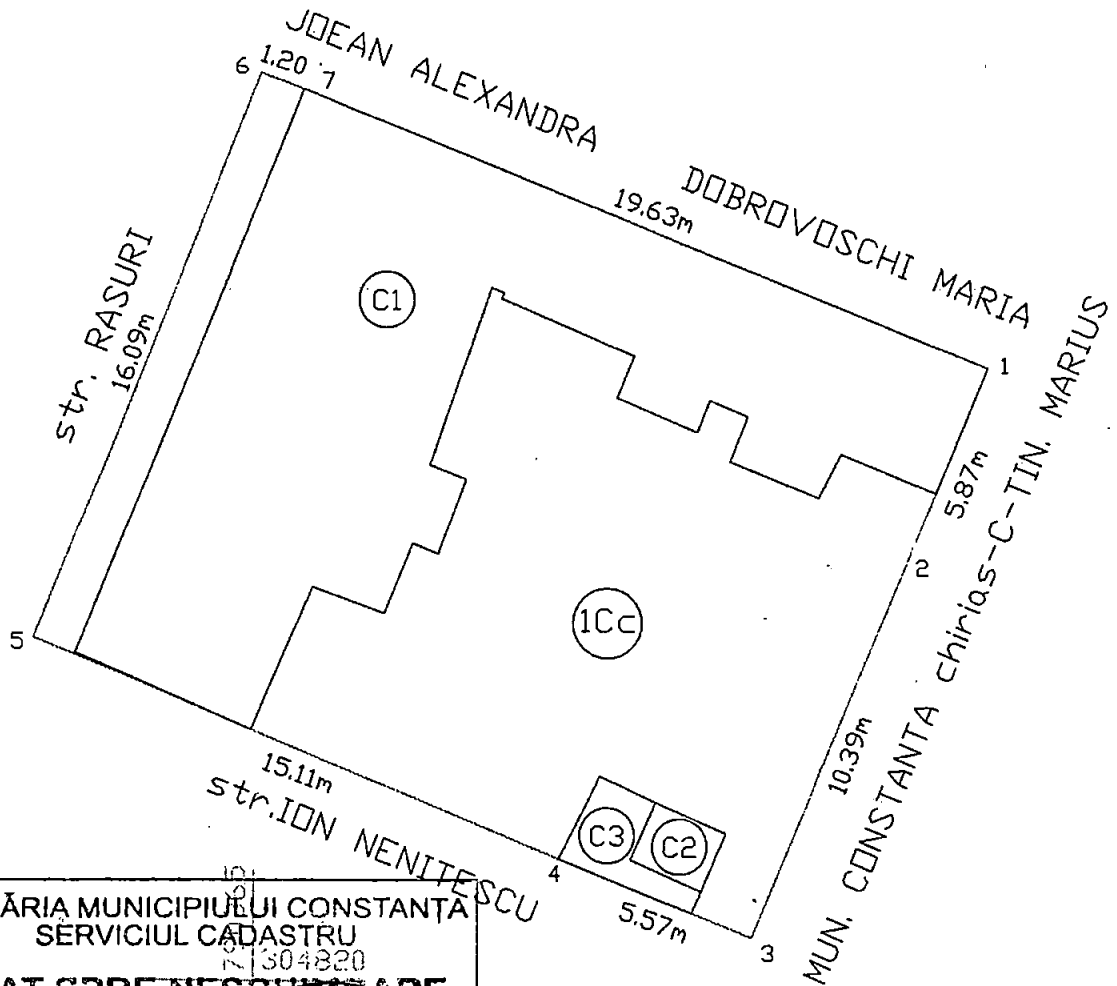 JOEAN ALEXANDRA
6 1.20 7
DOBROVOSCHI MARIA
19.63m
1
C1
str. RASURI
16.09m
5.87m
2
MUN. CONSTANTA chirias-C-TIN. MARIUS
1Cc
5
10.39m
15.11m
str.ION NENITESCU
C3
C2
4
5.57m
3
ĂRIA MUNICIPIULUI CONSTANȚA
SERVICIUL CADASTRU
304820